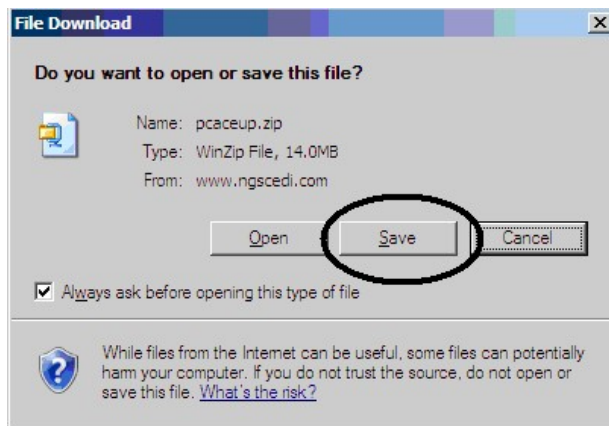 File Download
Do you want to open or save this file?
Name: pcaceup.zip
Type: WinZip File, 14.0MB
From: www.ngscedi.com
Open Save Cancel
Always ask before opening this type of file
While files from the Internet can be useful, some files can potentially
harm your computer. If you do not trust the source, do not open or
save this file. What's the risk?